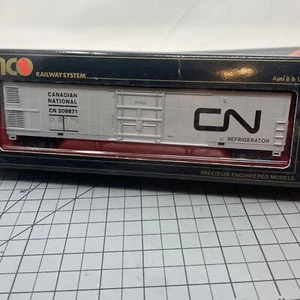 RAILWAY SYSTEM
Ages 8 &
CANADIAN
NATIONAL
CN 209871
CN
REFRIGERATOR
PRECISION ENGINEERED MODELS